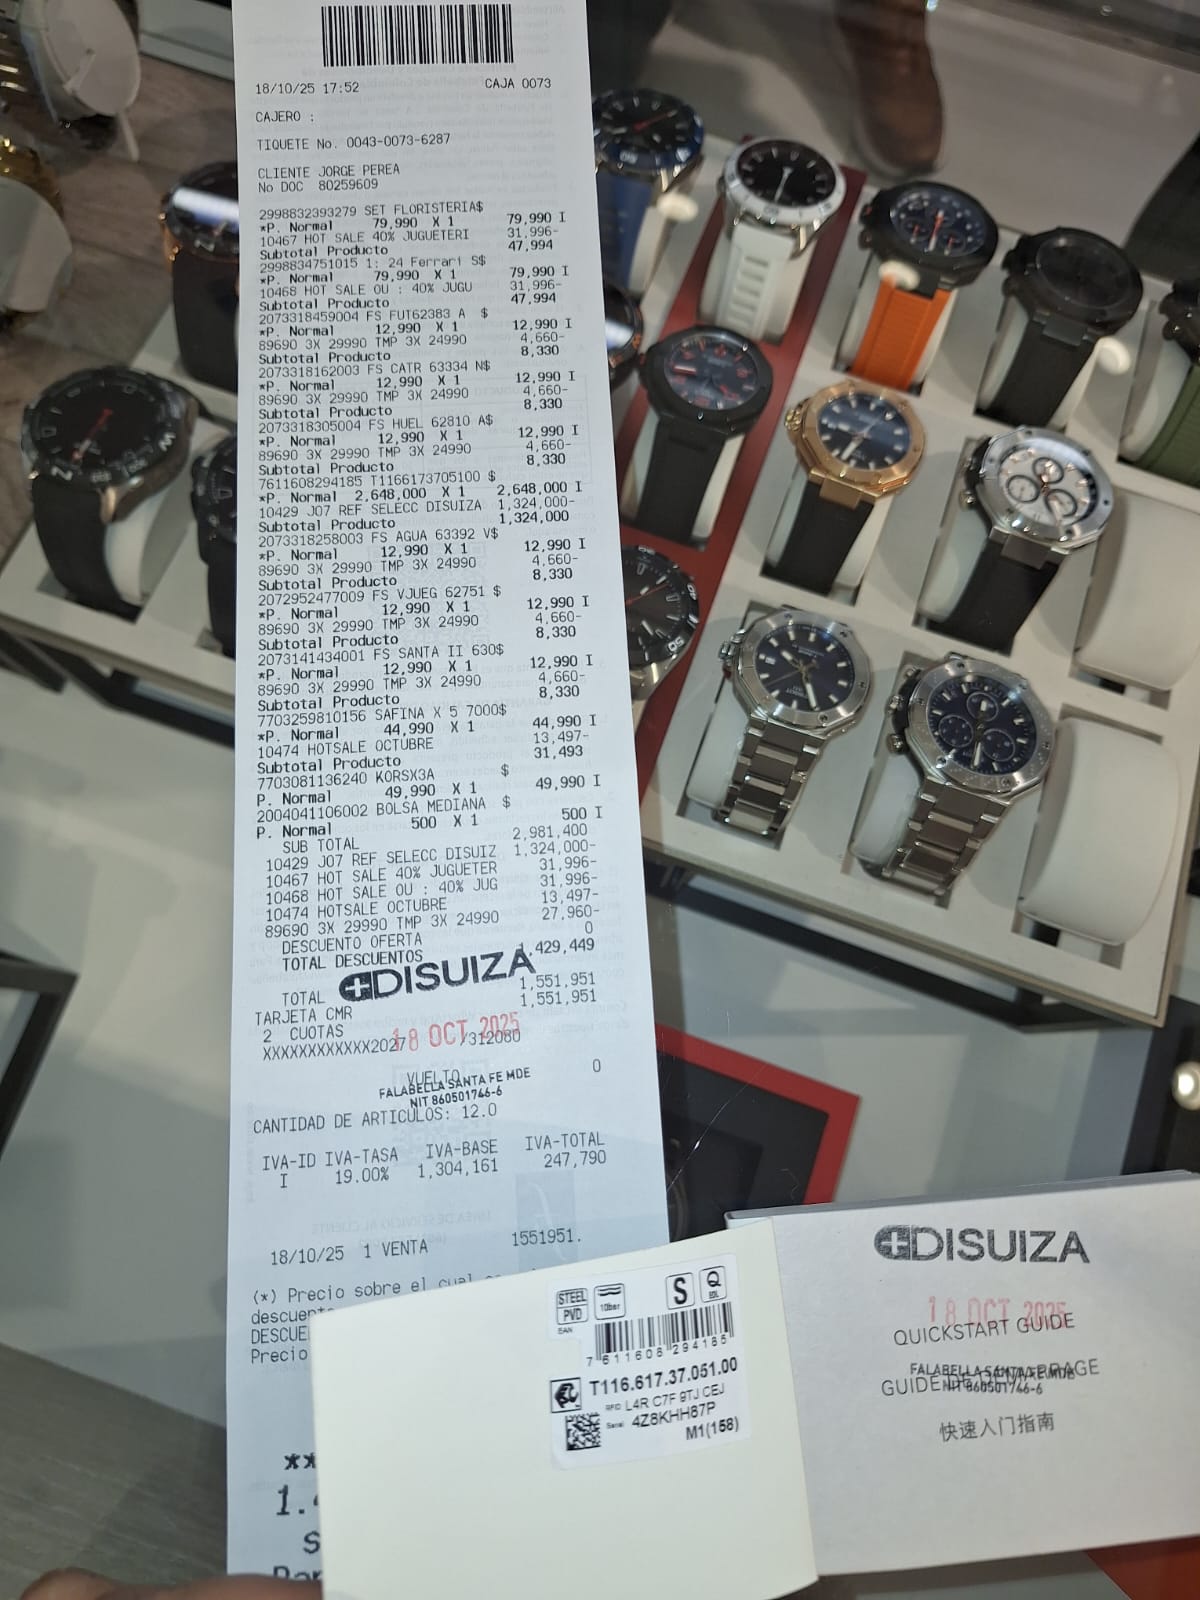 18/10/25 17:52 CAJA 0073
CAJERO :
TIQUETE No. 0043-0073-6287
CLIENTE JORGE PEREA
No DOC 80259609
2998832393279 SET FLORISTERIA$
*P. Normal 79,990 X 1 79,990 I
10467 HOT SALE 40% JUGUETERI 31,996-
Subtotal Producto 47,994
2998834751015 1: 24 Ferrari S$
*P. Normal 79,990 X 1 79,990 I
10468 HOT SALE OU : 40% JUGU 31,996-
Subtotal Producto 47,994
2073318459004 FS FUT62383 A $
*P. Normal 12,990 X 1 12,990 I
89690 3X 29990 TMP 3X 24990 4,660-
Subtotal Producto 8,330
2073318162003 FS CATR 63334 N$
*P. Normal 12,990 X 1 12,990 I
89690 3X 29990 TMP 3X 24990 4,660-
Subtotal Producto 8,330
2073318305004 FS HUEL 62810 A$
*P. Normal 12,990 X 1 12,990 I
89690 3X 29990 TMP 3X 24990 4,660-
Subtotal Producto 8,330
7611608294185 T1166173705100 $
*P. Normal 2,648,000 X 1 2,648,000 I
10429 J07 REF SELECC DISUIZA 1,324,000-
Subtotal Producto 1,324,000
2073318258003 FS AGUA 63392 V$
*P. Normal 12,990 X 1 12,990 I
89690 3X 29990 TMP 3X 24990 4,660-
Subtotal Producto 8,330
2072952477009 FS VJUEG 62751 $
*P. Normal 12,990 X 1 12,990 I
89690 3X 29990 TMP 3X 24990 4,660-
Subtotal Producto 8,330
2073141434001 FS SANTA II 630$
*P. Normal 12,990 X 1 12,990 I
89690 3X 29990 TMP 3X 24990 4,660-
Subtotal Producto 8,330
7703259810156 SAFINA X 5 7000$
*P. Normal 44,990 X 1 44,990 I
10474 HOTSALE OCTUBRE 13,497-
Subtotal Producto 31,493
7703081136240 KORSX3A $
P. Normal 49,990 X 1 49,990 I
2004041106002 BOLSA MEDIANA $
P. Normal 500 X 1 500 I
SUB TOTAL 2,981,400
10429 J07 REF SELECC DISUIZ 1,324,000-
10467 HOT SALE 40% JUGUETER 31,996-
10468 HOT SALE OU : 40% JUG 31,996-
10474 HOTSALE OCTUBRE 13,497-
89690 3X 29990 TMP 3X 24990 27,960-
DESCUENTO OFERTA 0
TOTAL DESCUENTOS 1,429,449
DISUIZA
TOTAL 1,551,951
TARJETA CMR 1,551,951
2 CUOTAS
18 OCT 2025
XXXXXXXXXXXX2027 /312080
VUELTO 0
FALABELLA SANTA FE MDE
NIT 860501746-6
CANTIDAD DE ARTICULOS: 12.0
IVA-ID IVA-TASA IVA-BASE IVA-TOTAL
I 19.00% 1,304,161 247,790
18/10/25 1 VENTA 1551951.
(*) Precio sobre el cual
descuent
DESCUE
Precio
STEEL
PVD
10bar
S
Q
EOL
EAN
7 611608 294185
T116.617.37.051.00
RFID L4R C7F 9TJ CEJ
Serial 4Z8KHH87P
M1(158)
DISUIZA
18 OCT 2025
QUICKSTART GUIDE
FALABELLA SANTA FE MDE
GUIDE DE DÉMARRAGE
NIT 860501746-6
快速入门指南